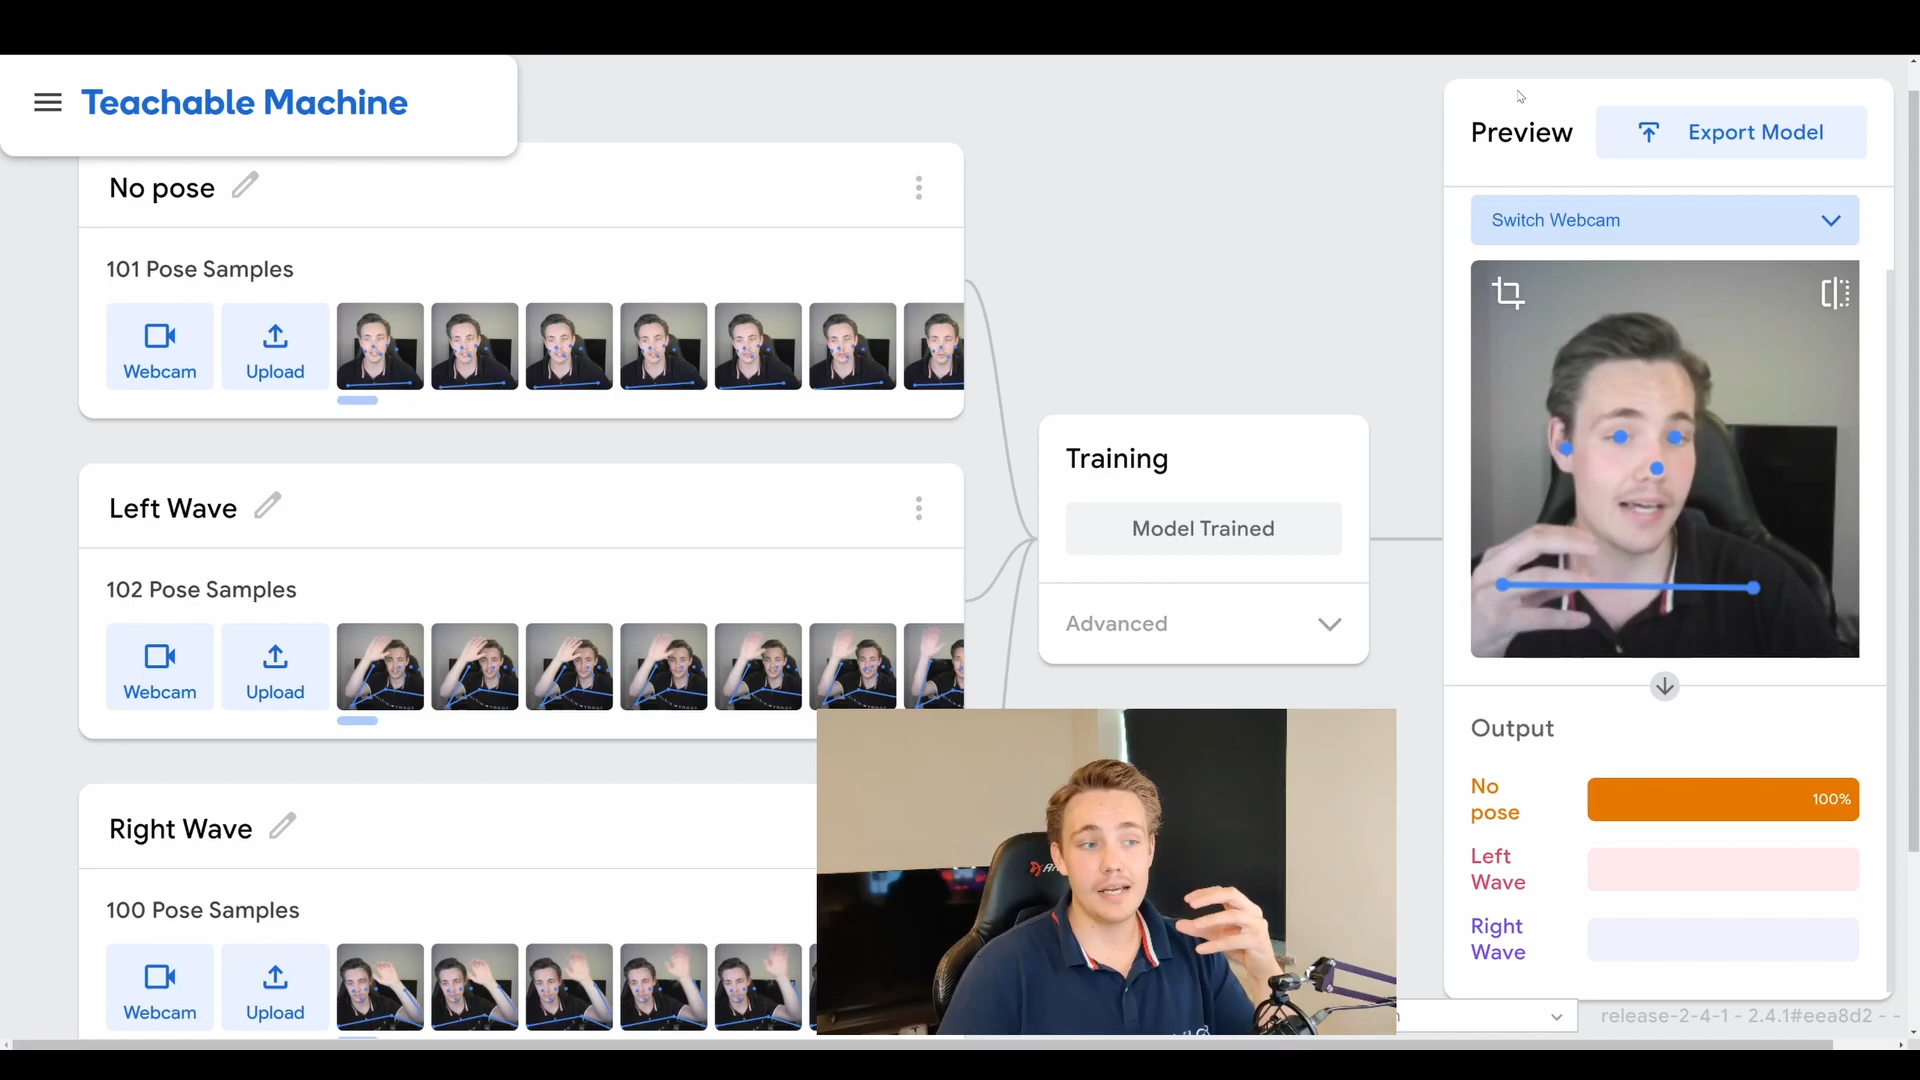 Teachable Machine
No pose
101 Pose Samples
Webcam
Upload
Left Wave
102 Pose Samples
Webcam
Upload
Right Wave
100 Pose Samples
Webcam
Upload
Training
Model Trained
Advanced
Preview
Export Model
Switch Webcam
Output
No
pose
100%
Left
Wave
Right
Wave
release-2-4-1 - 2.4.1#eea8d2 - -